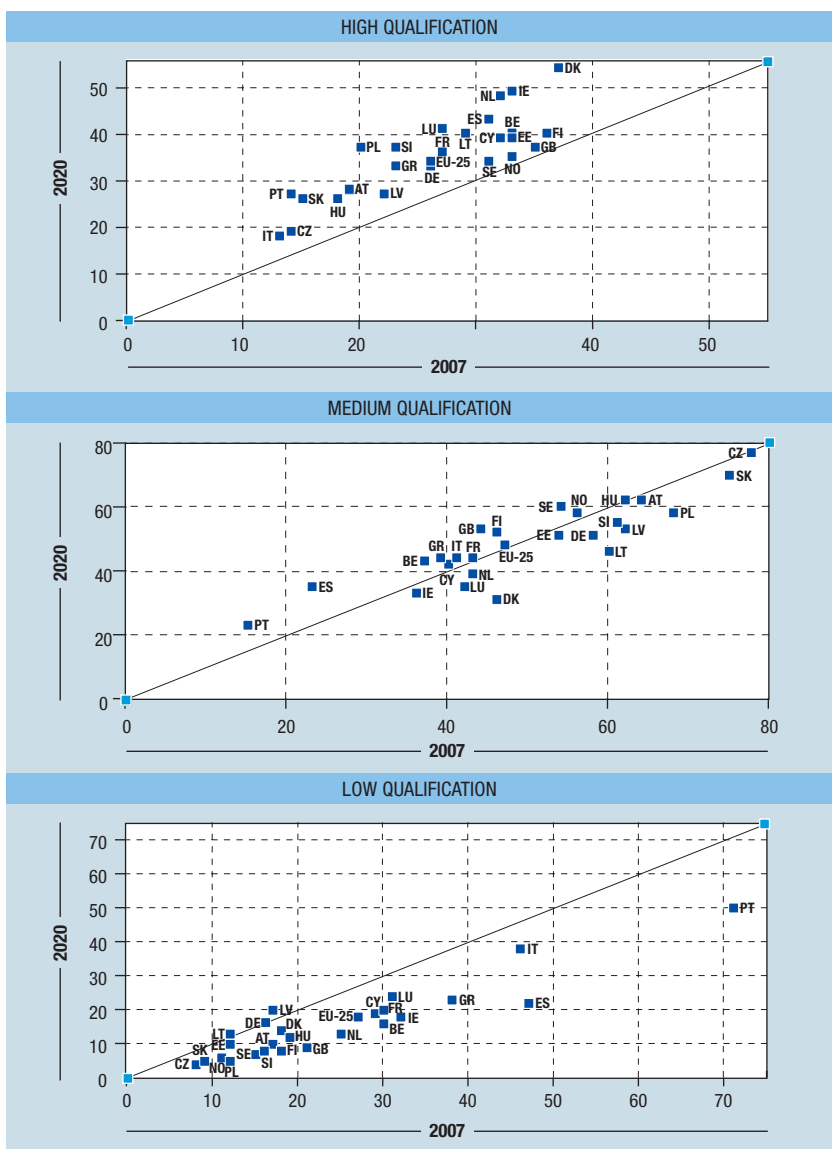 HIGH QUALIFICATION
50
40
30
20
10
0
2020
DK
IE
NL
ES
BE
LU
CY
EE
FI
LT
FR
GB
PL
SI
EU-25
GR
DE
SE
NO
PT
SK
AT
LV
HU
IT
CZ
0
10
20
40
50
2007
MEDIUM QUALIFICATION
80
60
40
20
0
2020
CZ
SK
SE
NO
HU
AT
PL
GB
FI
SI
LV
EE
DE
LT
GR
IT
FR
EU-25
BE
CY
NL
IE
LU
DK
ES
PT
0
20
40
60
80
2007
LOW QUALIFICATION
70
60
50
40
30
20
10
0
2020
PT
IT
LU
GR
ES
CY
FR
EU-25
IE
BE
LV
DE
DK
LT
NL
EE
AT
HU
GB
SK
SE
FI
CZ
NO
PL
SI
0
10
20
30
40
50
60
70
2007